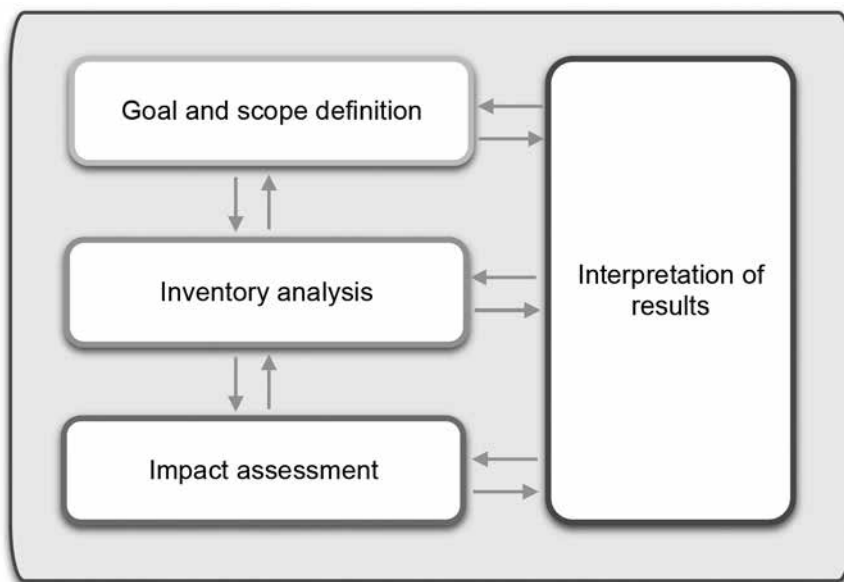 Goal and scope definition
Inventory analysis
Interpretation of
results
Impact assessment